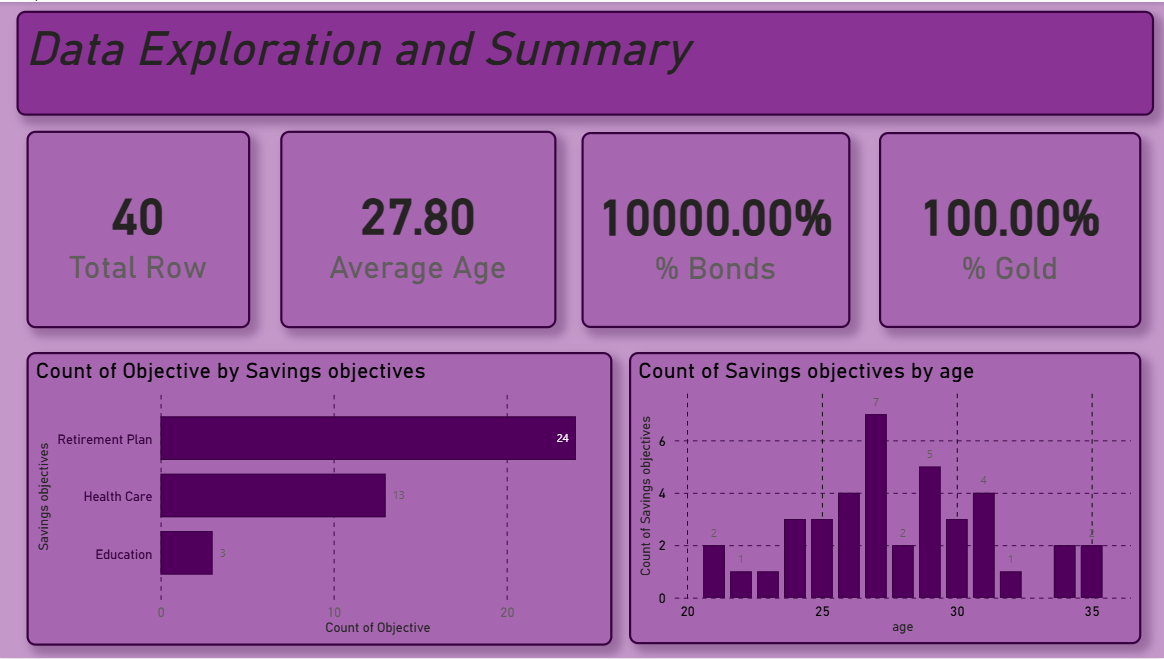 Data Exploration and Summary
40
Total Row
27.80
Average Age
10000.00%
% Bonds
100.00%
% Gold
Count of Objective by Savings objectives
Savings objectives
Retirement Plan
24
Health Care
13
Education
3
0
10
20
Count of Objective
Count of Savings objectives by age
Count of Savings objectives
6
4
2
0
2
1
7
2
5
4
1
2
20
25
30
35
age